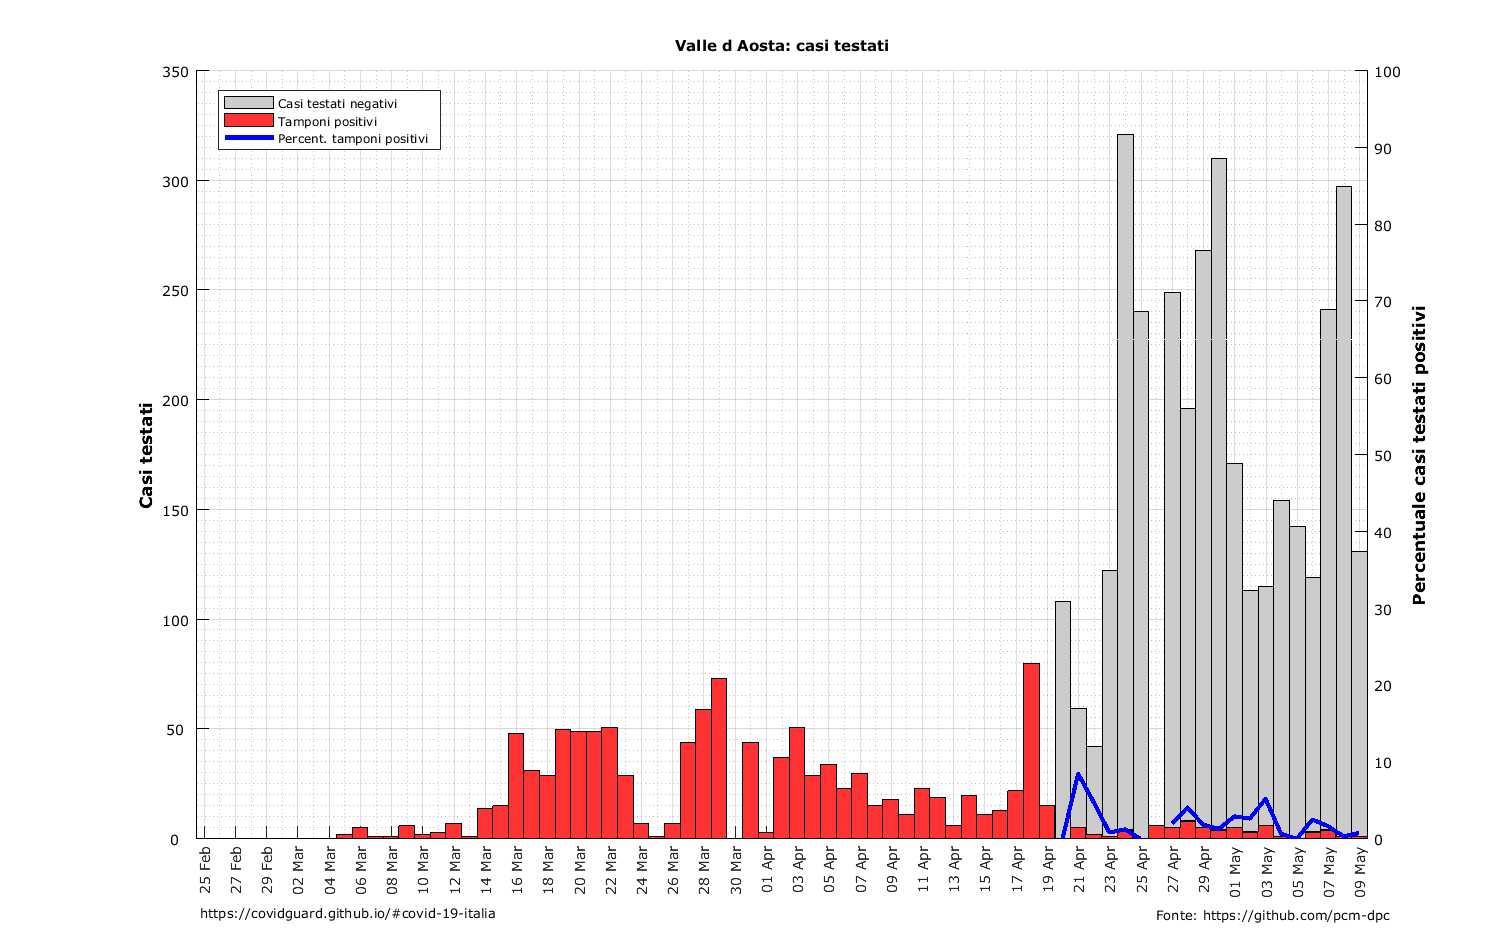 Valle d Aosta: casi testati
Casi testati negativi
Tamponi positivi
Percent. tamponi positivi
Casi testati
350
300
250
200
150
100
50
0
100
90
80
70
60
50
40
30
20
10
0
Percentuale casi testati positivi
25 Feb
27 Feb
29 Feb
02 Mar
04 Mar
06 Mar
08 Mar
10 Mar
12 Mar
14 Mar
16 Mar
18 Mar
20 Mar
22 Mar
24 Mar
26 Mar
28 Mar
30 Mar
01 Apr
03 Apr
05 Apr
07 Apr
09 Apr
11 Apr
13 Apr
15 Apr
17 Apr
19 Apr
21 Apr
23 Apr
25 Apr
27 Apr
29 Apr
01 May
03 May
05 May
07 May
09 May
https://covidguard.github.io/#covid-19-italia
Fonte: https://github.com/pcm-dpc